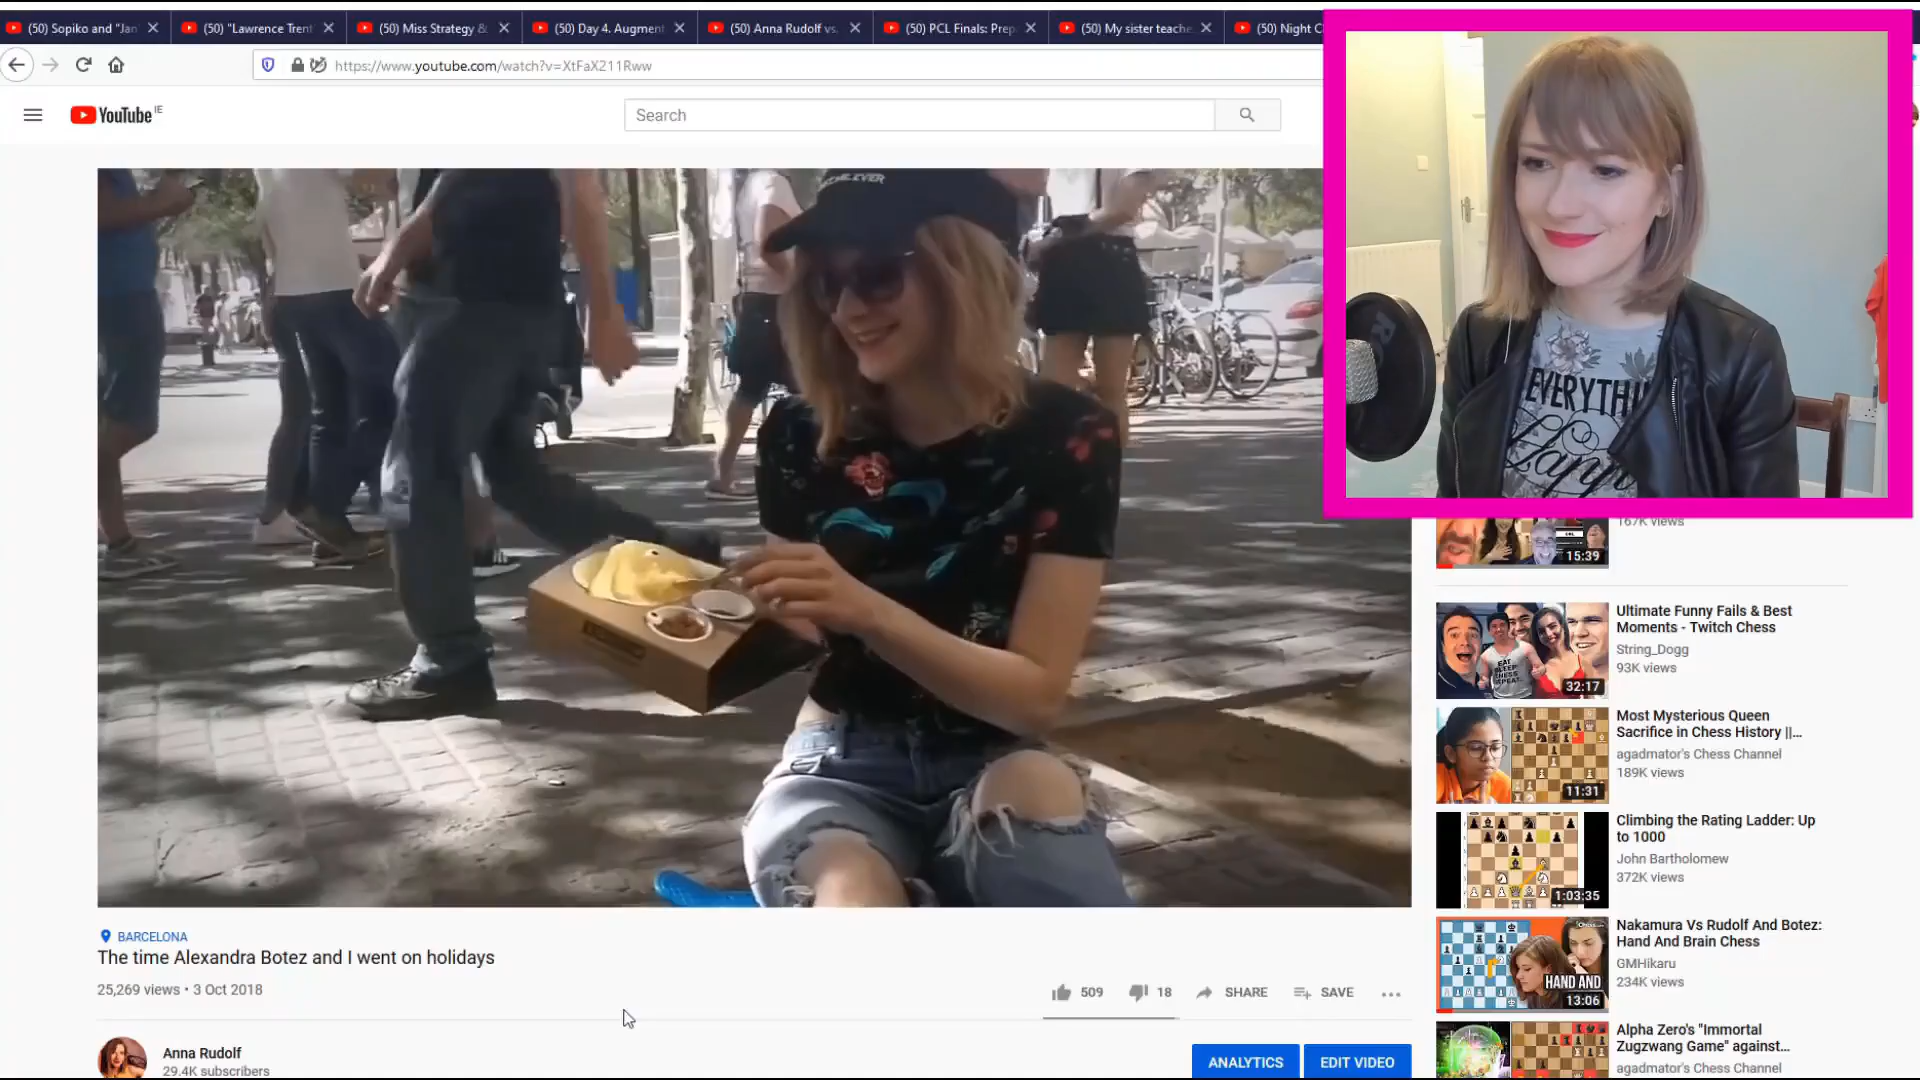 (50) Sopiko and "Jan
(50) "Lawrence Trent
(50) Miss Strategy &
(50) Day 4. Augment
(50) Anna Rudolf vs.
(50) PCL Finals: Prep
(50) My sister teache
(50) Night C
https://www.youtube.com/watch?v=XtFaX211Rww
YouTube IE
Search
EVERYTHI
167K views
15:39
Ultimate Funny Fails & Best
Moments - Twitch Chess
String_Dogg
93K views
EAT
SLEEP
CHESS
REPEAT.
32:17
Most Mysterious Queen
Sacrifice in Chess History ||...
agadmator's Chess Channel
189K views
11:31
Climbing the Rating Ladder: Up
to 1000
John Bartholomew
372K views
1:03:35
Nakamura Vs Rudolf And Botez:
Hand And Brain Chess
GMHikaru
234K views
HAND AND
13:06
Alpha Zero's "Immortal
Zugzwang Game" against...
agadmator's Chess Channel
BARCELONA
The time Alexandra Botez and I went on holidays
25,269 views • 3 Oct 2018
509
18
SHARE
SAVE
Anna Rudolf
29.4K subscribers
ANALYTICS
EDIT VIDEO